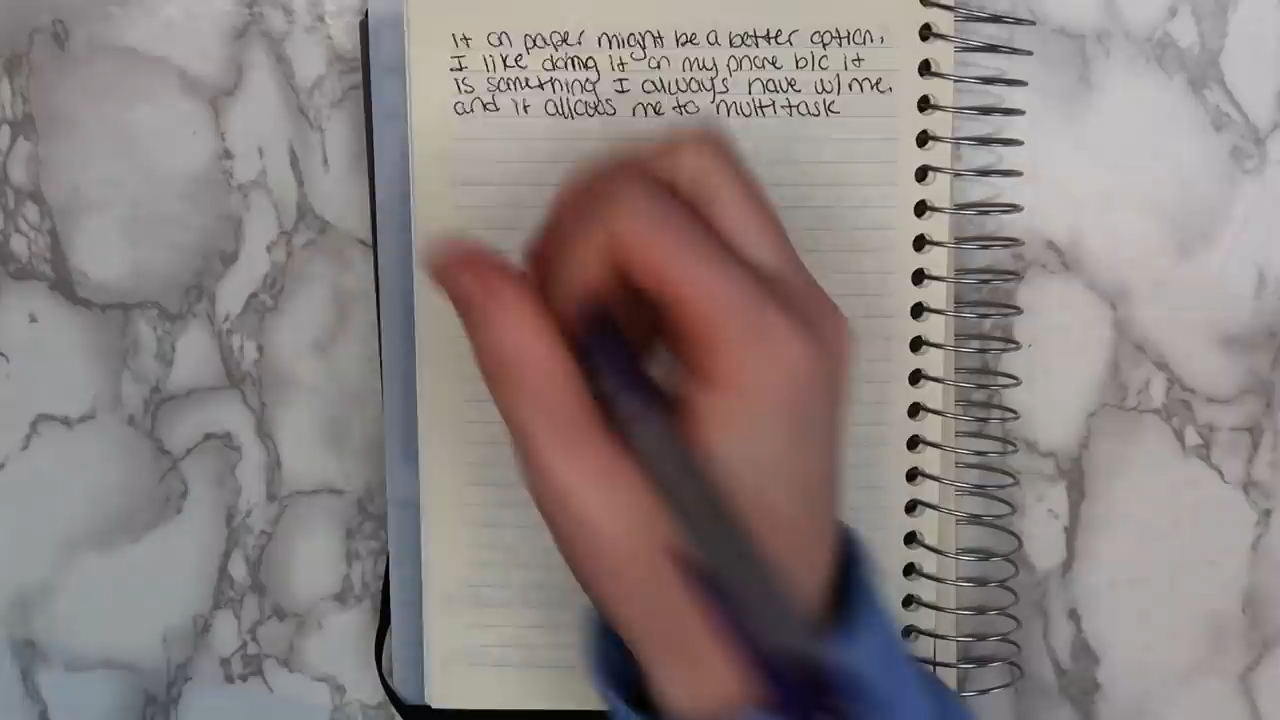 it on paper might be a better option.
I like doing it on my phone b/c it
is something I always have w/ me.
and it allows me to multitask